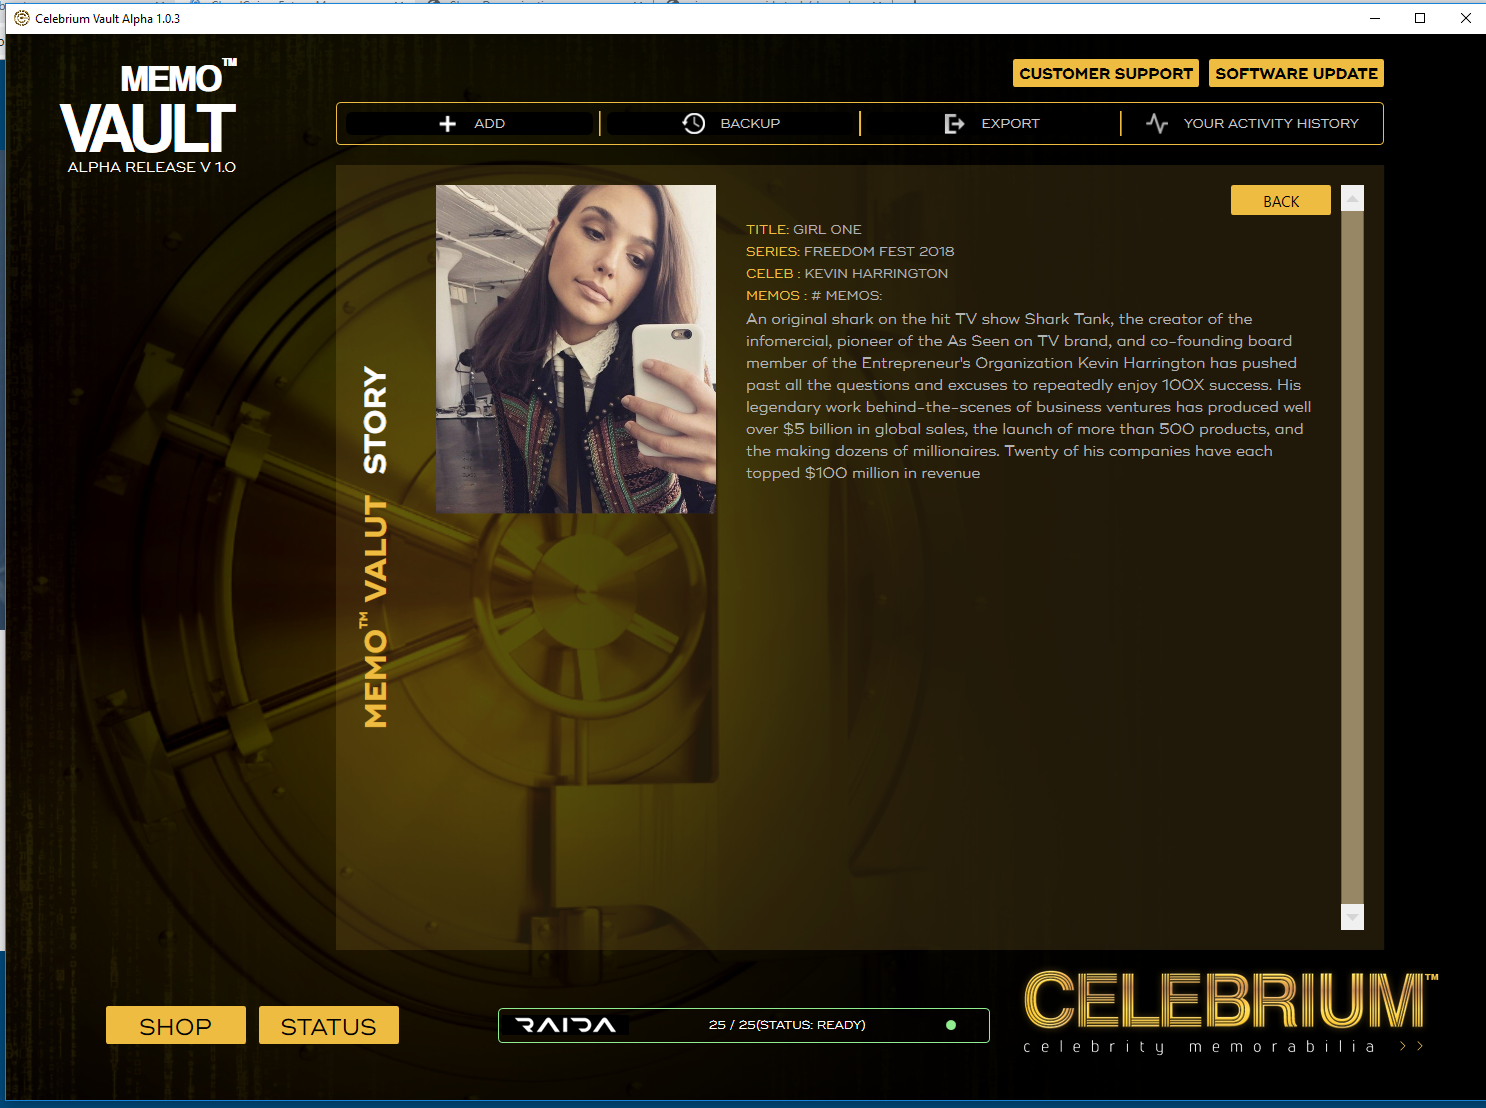 Celebrium Vault Alpha 1.0.3
MEMO™
VAULT
ALPHA RELEASE V 1.0
CUSTOMER SUPPORT
SOFTWARE UPDATE
ADD
BACKUP
EXPORT
YOUR ACTIVITY HISTORY
MEMO™ VALUT STORY
BACK
TITLE: GIRL ONE
SERIES: FREEDOM FEST 2018
CELEB : KEVIN HARRINGTON
MEMOS : # MEMOS:
An original shark on the hit TV show Shark Tank, the creator of the
infomercial, pioneer of the As Seen on TV brand, and co-founding board
member of the Entrepreneur's Organization Kevin Harrington has pushed
past all the questions and excuses to repeatedly enjoy 100X success. His
legendary work behind-the-scenes of business ventures has produced well
over $5 billion in global sales, the launch of more than 500 products, and
the making dozens of millionaires. Twenty of his companies have each
topped $100 million in revenue
SHOP
STATUS
RAIDA
25 / 25(STATUS: READY)
CELEBRIUM™
celebrity memorabilia >>